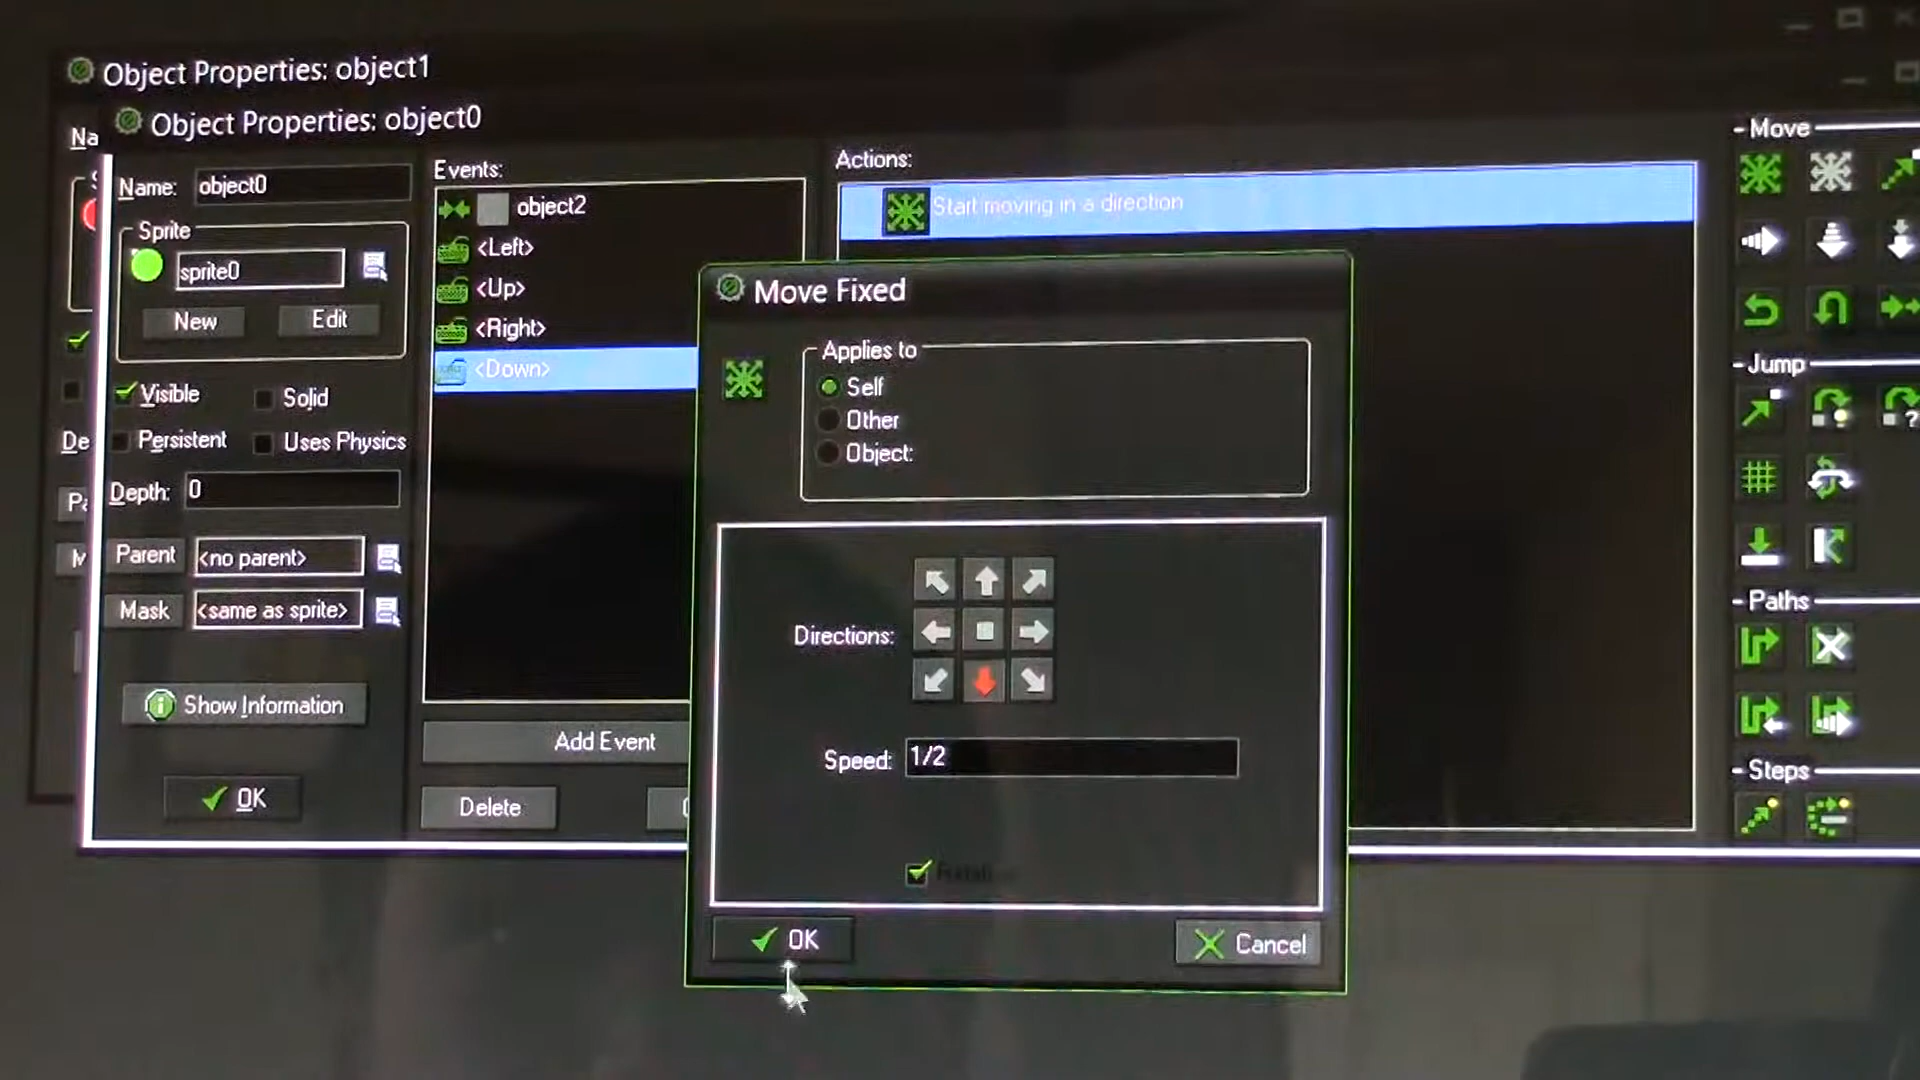 Object Properties: object1
Object Properties: object0
Na
Name: object0
Sprite
sprite0
New Edit
Visible Solid
Persistent Uses Physics
De
Depth: 0
Pa
Parent <no parent>
M
Mask <same as sprite>
Show Information
OK
Events:
object2
<Left>
<Up>
<Right>
<Down>
Add Event
Delete
Actions:
Start moving in a direction
Move Fixed
Applies to
Self
Other
Object:
Directions:
Speed: 1/2
OK Cancel
Move
Jump
Paths
Steps